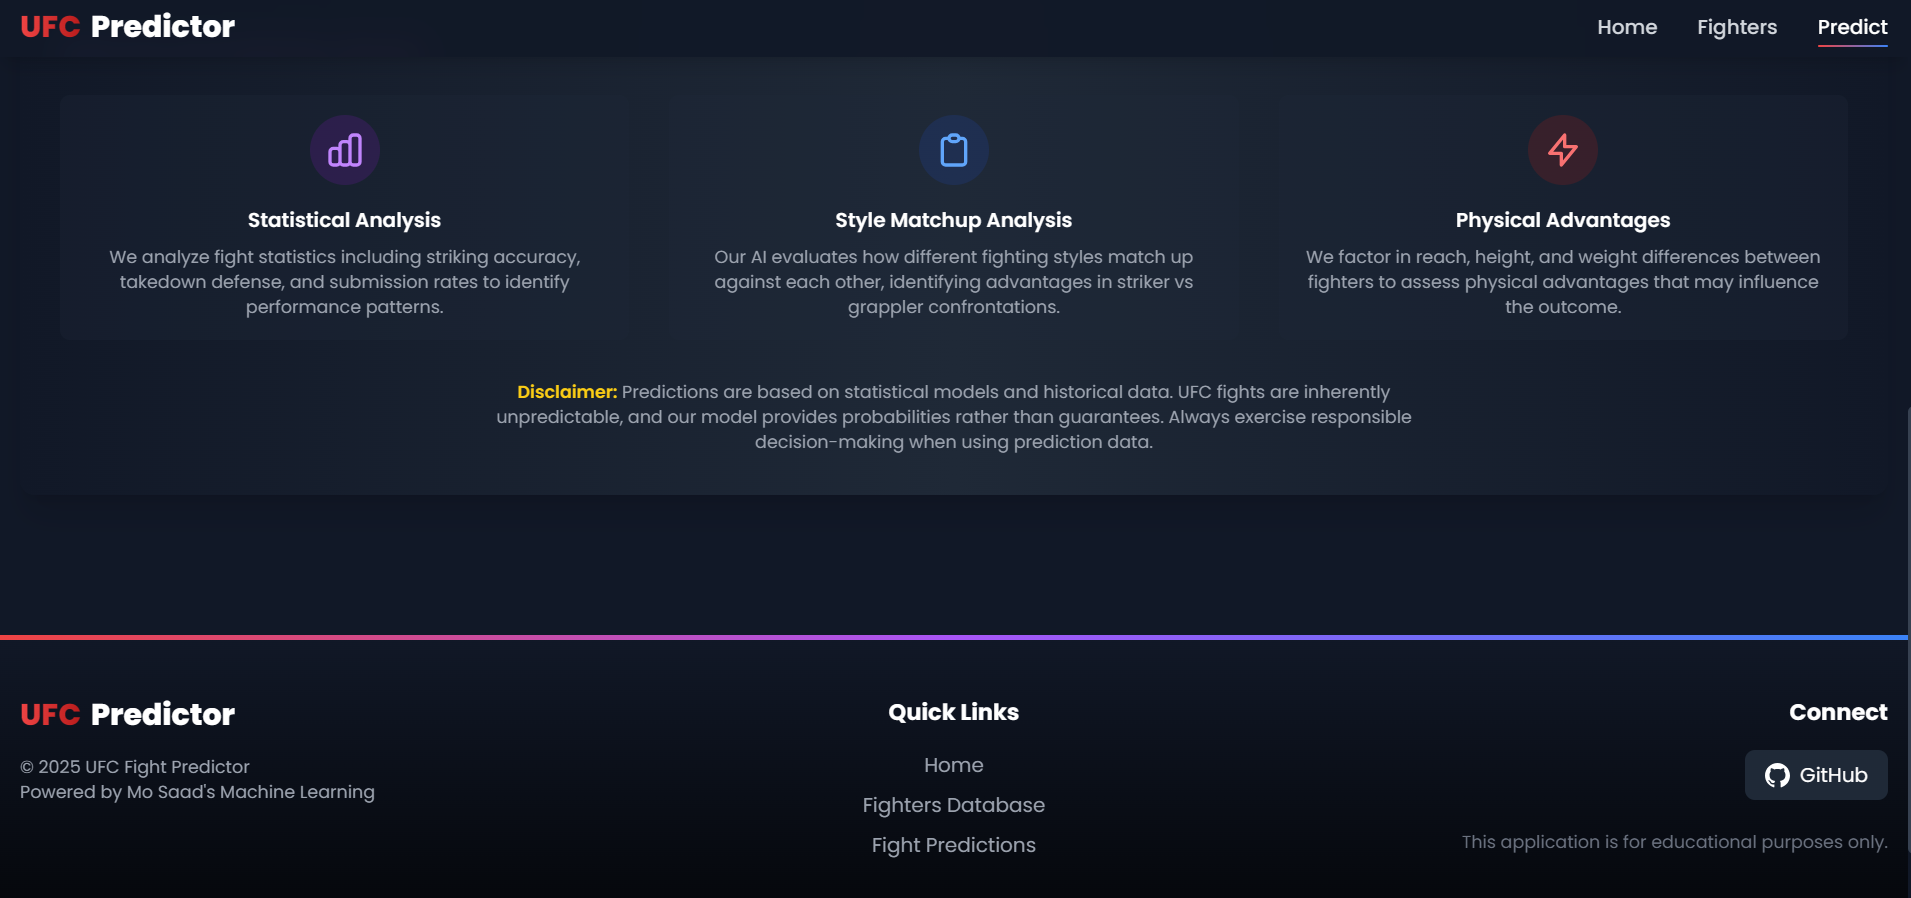 UFC Predictor
Home
Fighters
Predict
Statistical Analysis
We analyze fight statistics including striking accuracy,
takedown defense, and submission rates to identify
performance patterns.
Style Matchup Analysis
Our AI evaluates how different fighting styles match up
against each other, identifying advantages in striker vs
grappler confrontations.
Physical Advantages
We factor in reach, height, and weight differences between
fighters to assess physical advantages that may influence
the outcome.
Disclaimer: Predictions are based on statistical models and historical data. UFC fights are inherently
unpredictable, and our model provides probabilities rather than guarantees. Always exercise responsible
decision-making when using prediction data.
UFC Predictor
© 2025 UFC Fight Predictor
Powered by Mo Saad's Machine Learning
Quick Links
Home
Fighters Database
Fight Predictions
Connect
GitHub
This application is for educational purposes only.